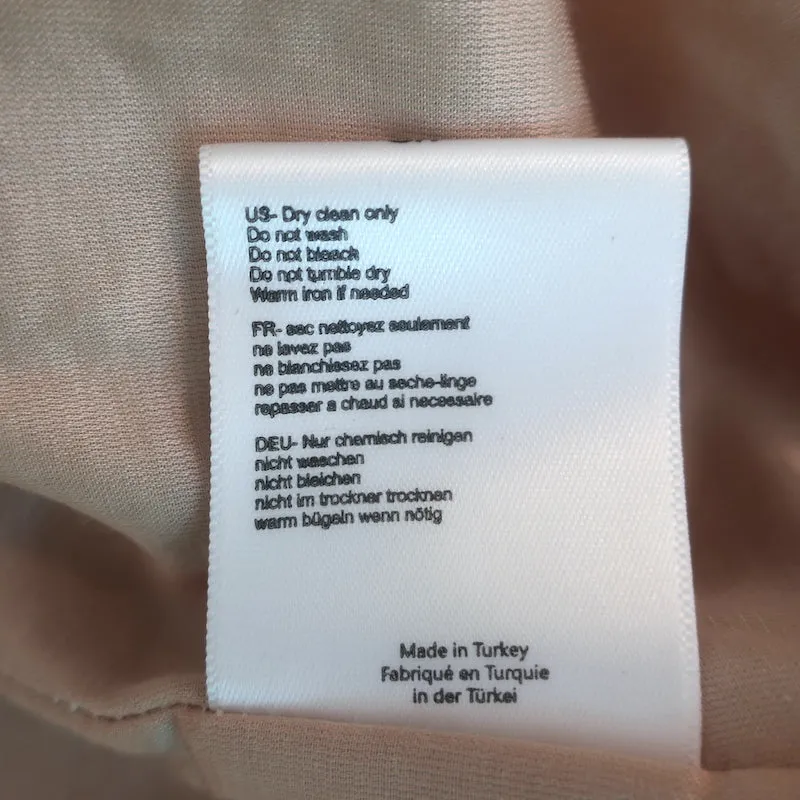 US- Dry clean only
Do not wash
Do not bleach
Do not tumble dry
Warm iron if needed
FR- sec nettoyez seulement
ne lavez pas
ne blanchissez pas
ne pas mettre au seche-linge
repasser a chaud si necessaire
DEU- Nur chemisch reinigen
nicht waschen
nicht bleichen
nicht im trockner trocknen
warm bügeln wenn nötig
Made in Turkey
Fabriqué en Turquie
in der Türkei